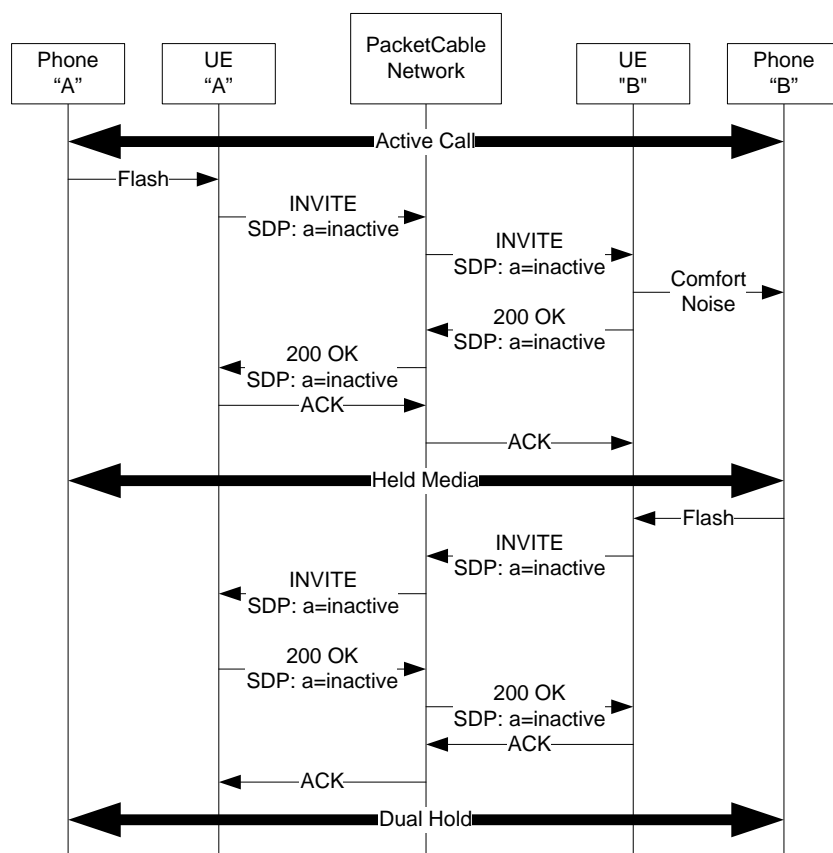 Phone
“A”
UE
“A”
PacketCable
Network
UE
"B"
Phone
“B”
Active Call
Flash
INVITE
SDP: a=inactive
INVITE
SDP: a=inactive
Comfort
Noise
200 OK
SDP: a=inactive
200 OK
SDP: a=inactive
ACK
ACK
Held Media
Flash
INVITE
SDP: a=inactive
INVITE
SDP: a=inactive
200 OK
SDP: a=inactive
200 OK
SDP: a=inactive
ACK
ACK
Dual Hold